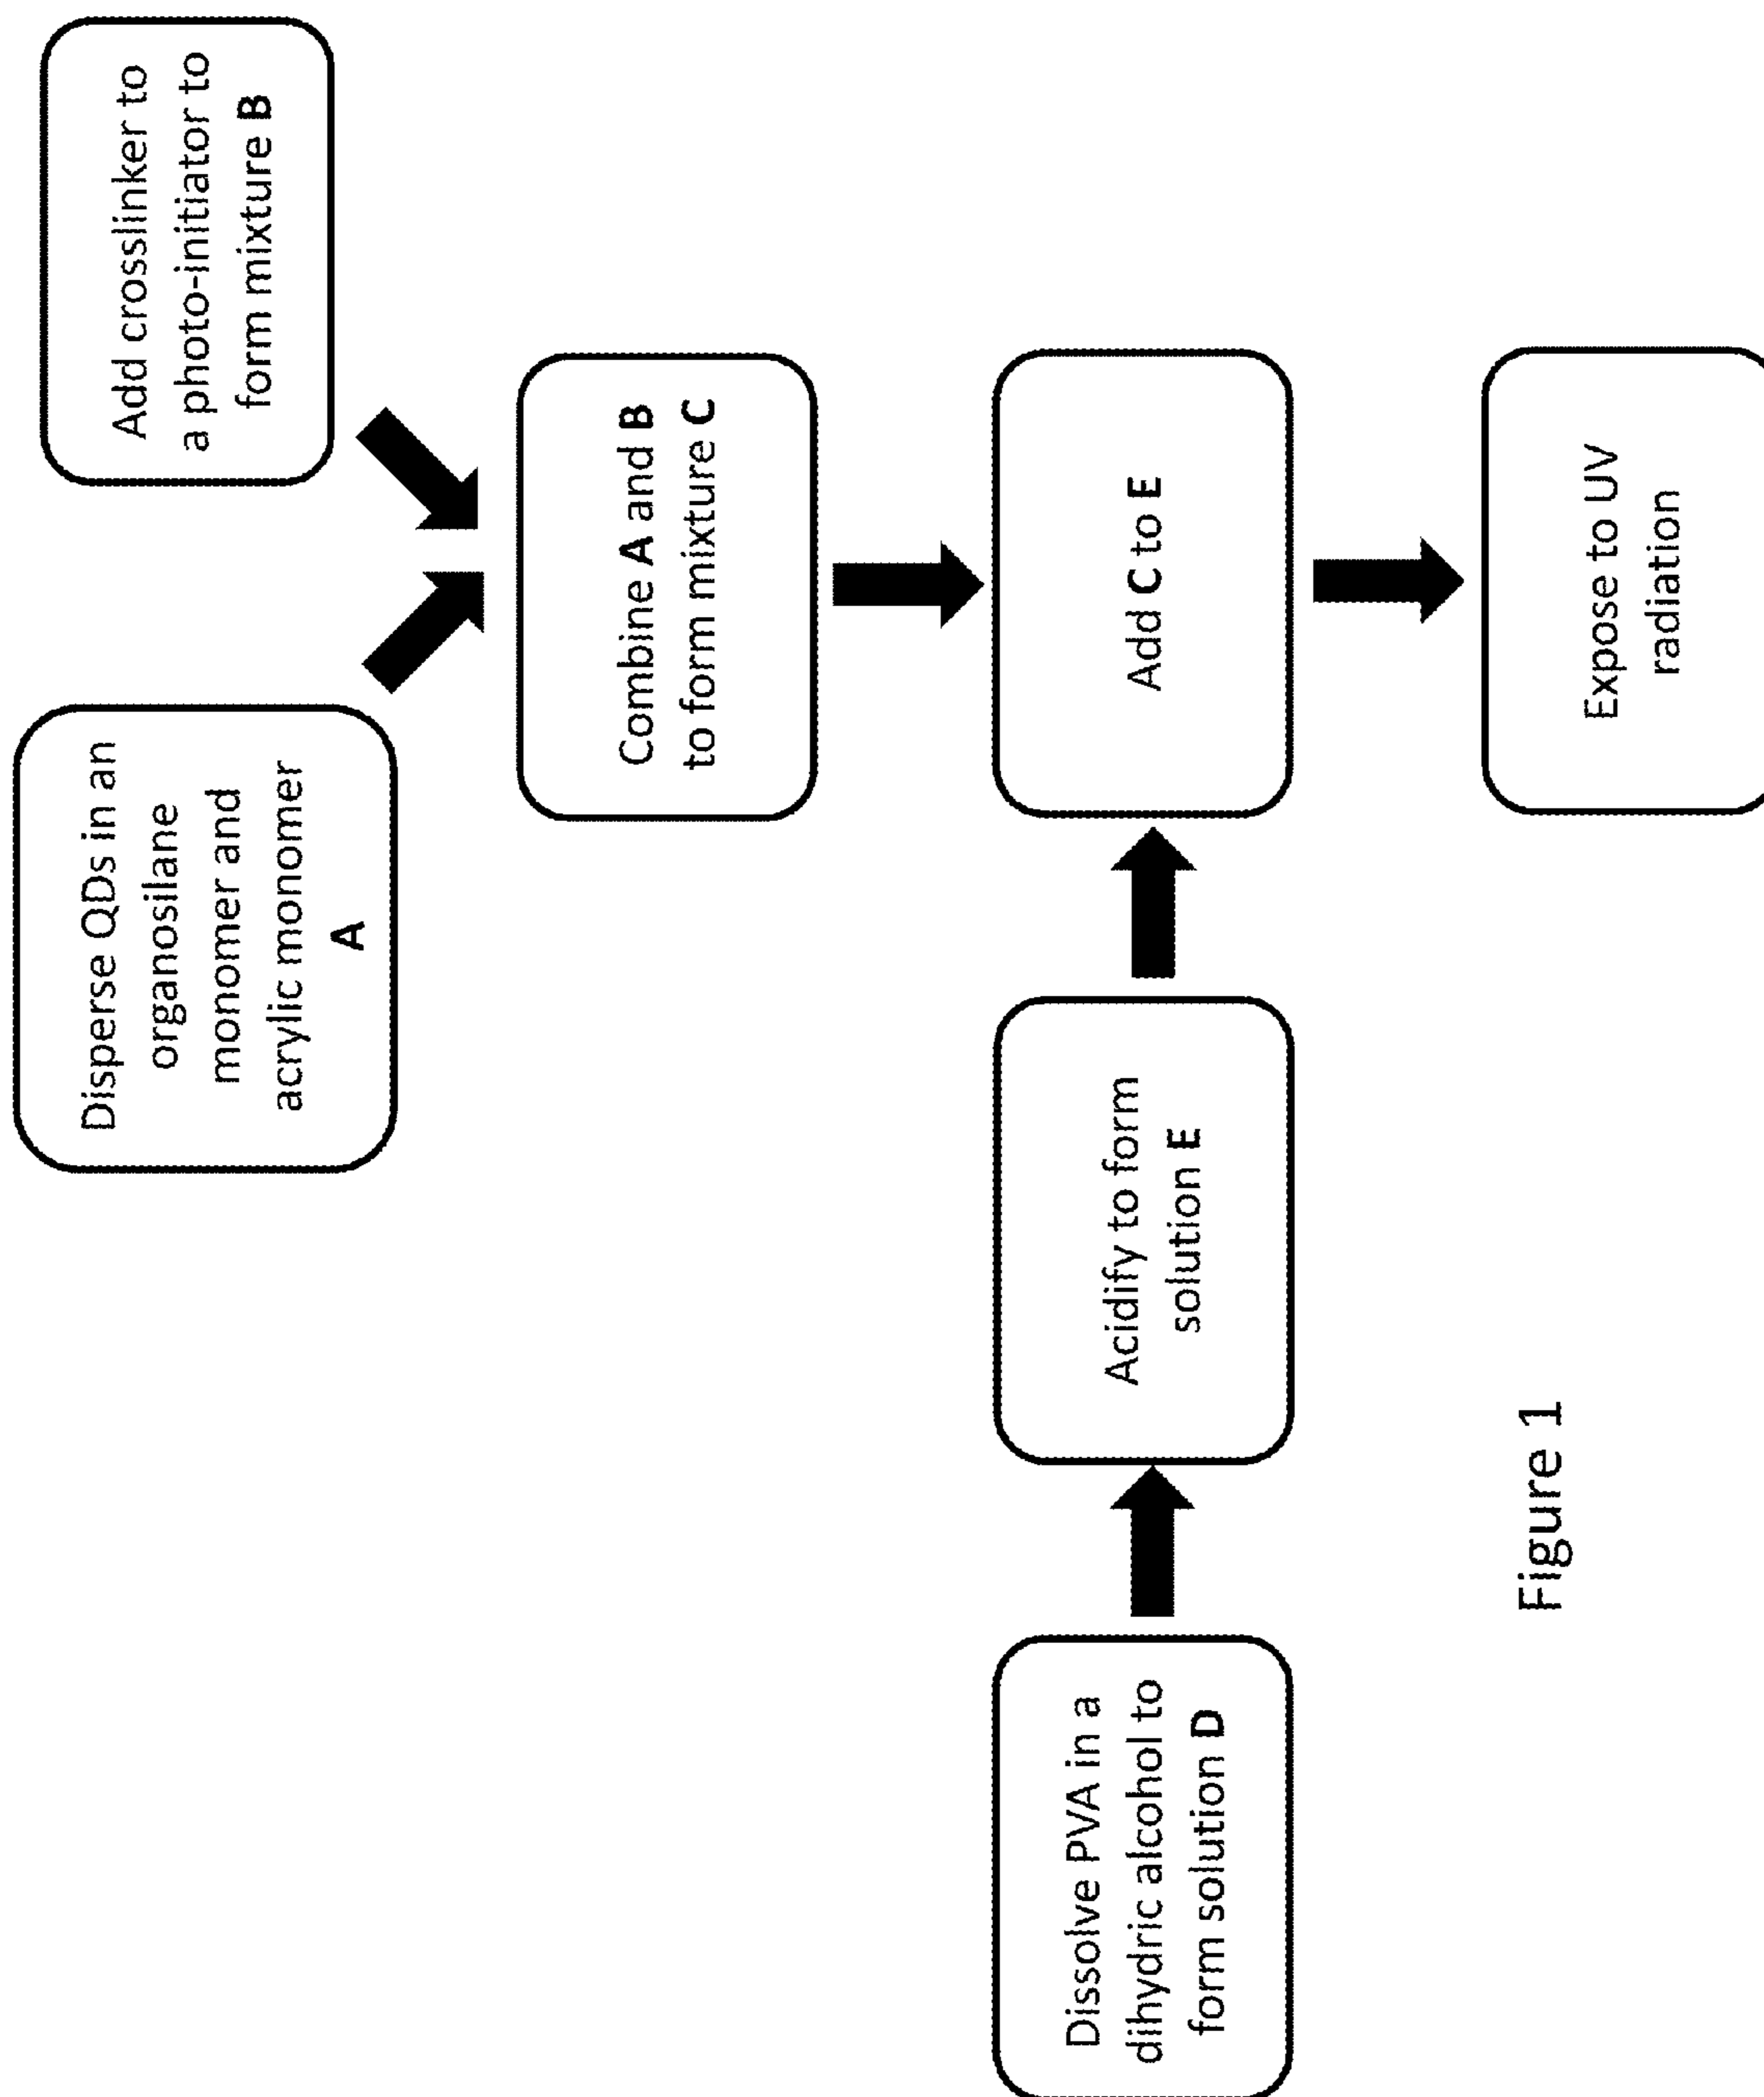 Disperse QDs in an
organosilane
monomer and
acrylic monomer
A
Add crosslinker to
a photo-initiator to
form mixture B
Combine A and B
to form mixture C
Dissolve PVA in a
dihydric alcohol to
form solution D
Acidify to form
solution E
Add C to E
Expose to UV
radiation
Figure 1